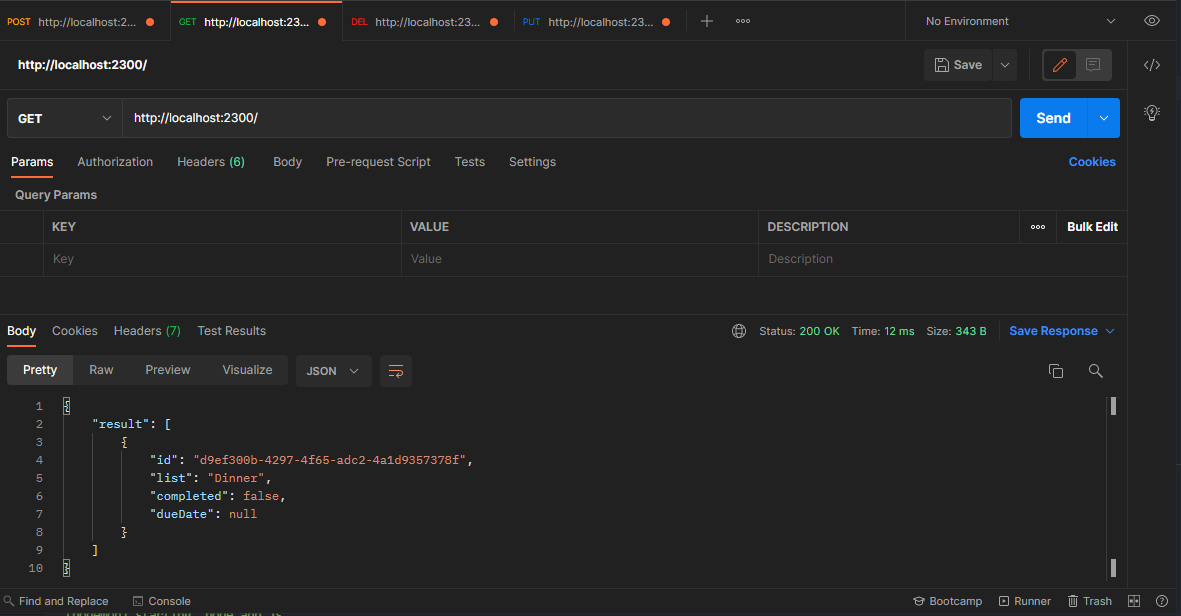 POST http://localhost:2... GET http://localhost:23... DEL http://localhost:23... PUT http://localhost:23... No Environment
http://localhost:2300/ Save
GET http://localhost:2300/ Send
Params Authorization Headers (6) Body Pre-request Script Tests Settings Cookies
Query Params
KEY VALUE DESCRIPTION Bulk Edit
Key Value Description
Body Cookies Headers (7) Test Results Status: 200 OK Time: 12 ms Size: 343 B Save Response
Pretty Raw Preview Visualize JSON
1 {
2 "result": [
3 {
4 "id": "d9ef300b-4297-4f65-adc2-4a1d9357378f",
5 "list": "Dinner",
6 "completed": false,
7 "dueDate": null
8 }
9 ]
10 }
Find and Replace Console Bootcamp Runner Trash